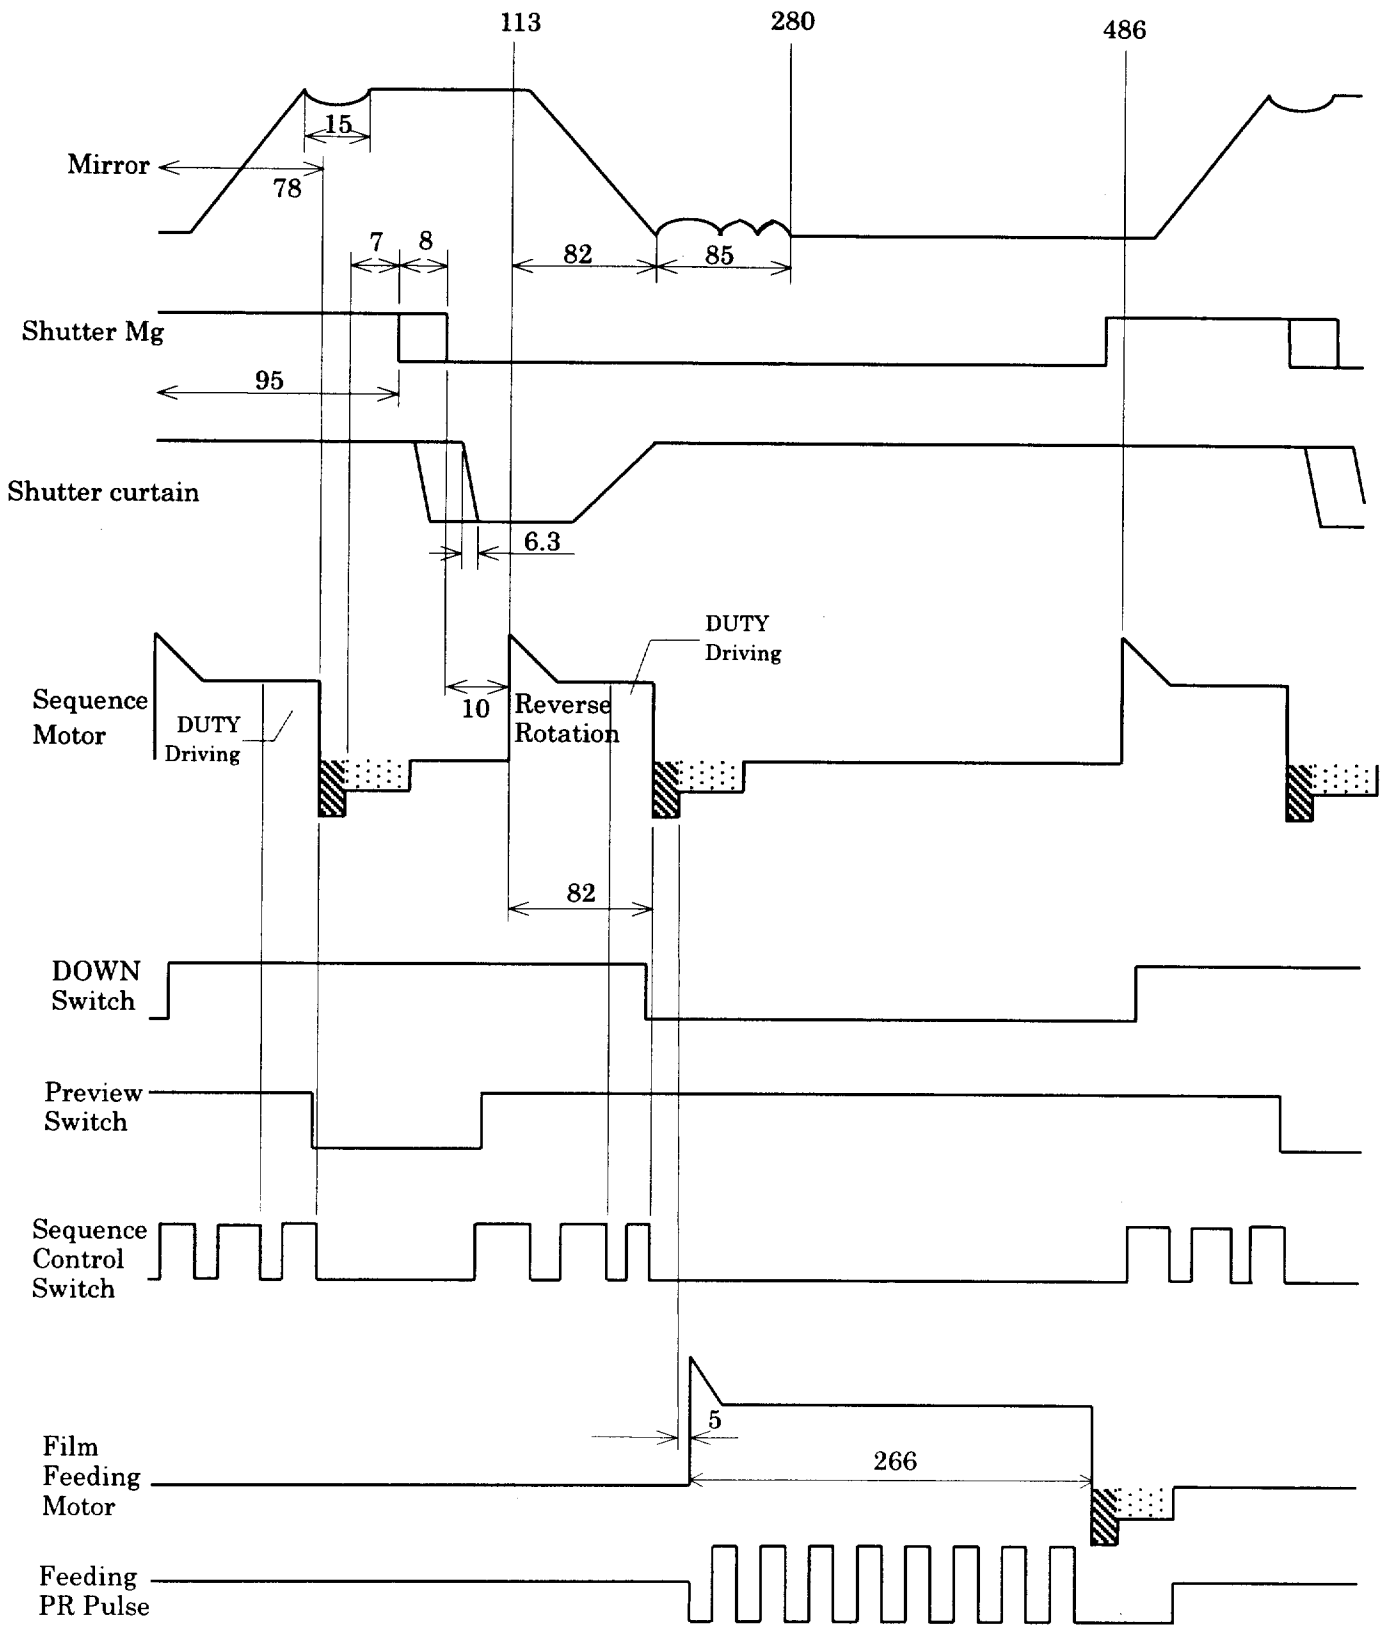 113
280
486
15
Mirror
78
7
8
82
85
Shutter Mg
95
Shutter curtain
6.3
DUTY
Driving
Sequence
Motor
DUTY
Driving
10
Reverse
Rotation
82
DOWN
Switch
Preview
Switch
Sequence
Control
Switch
5
Film
Feeding
Motor
266
Feeding
PR Pulse